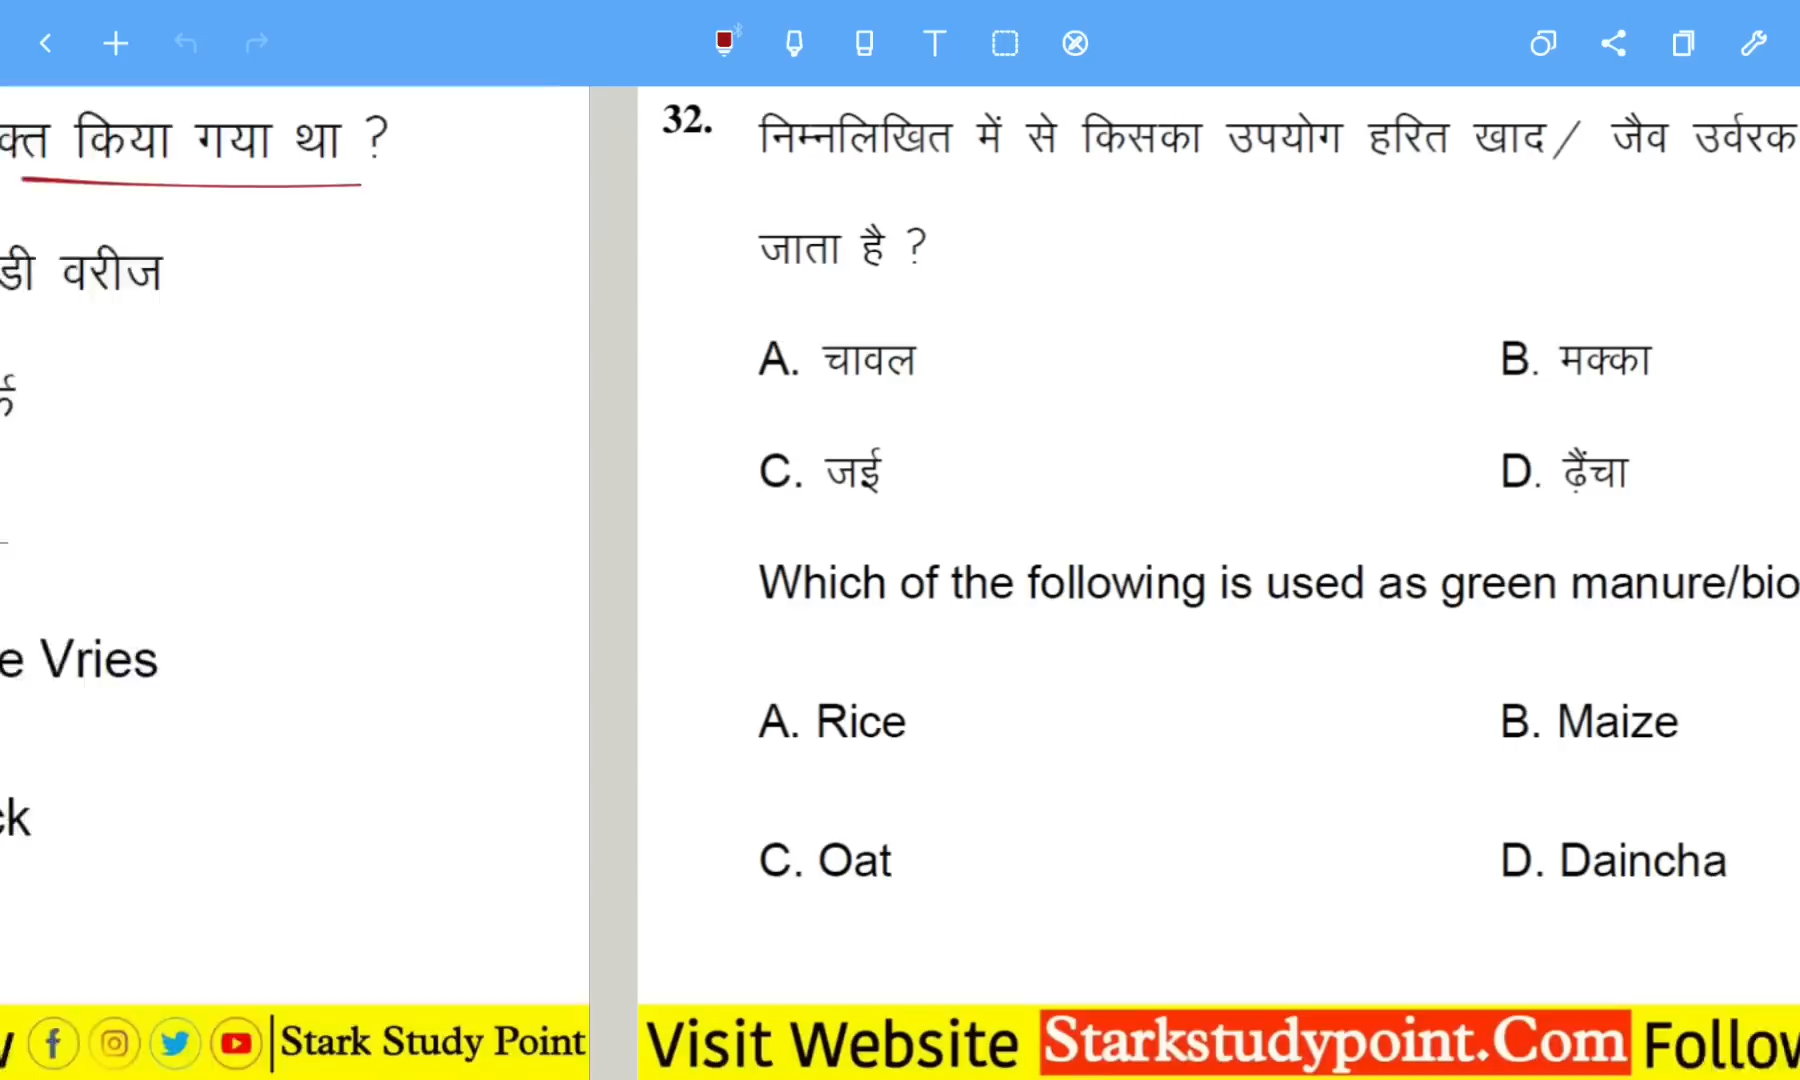 क्त किया गया था ?
डी वरीज
e Vries
ck
32. निम्नलिखित में से किसका उपयोग हरित खाद/ जैव उर्वरक
जाता है ?
A. चावल B. मक्का
C. जई D. ढ़ैंचा
Which of the following is used as green manure/bio
A. Rice B. Maize
C. Oat D. Daincha
Stark Study Point
Visit Website Starkstudypoint.Com Follow